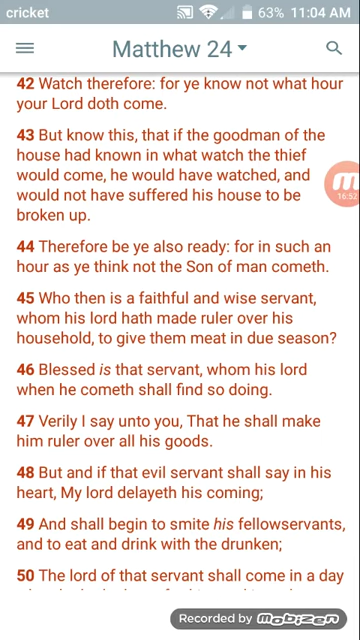 cricket 63% 11:04 AM
Matthew 24
42 Watch therefore: for ye know not what hour
your Lord doth come.
43 But know this, that if the goodman of the
house had known in what watch the thief
would come, he would have watched, and
would not have suffered his house to be
broken up.
16:52
44 Therefore be ye also ready: for in such an
hour as ye think not the Son of man cometh.
45 Who then is a faithful and wise servant,
whom his lord hath made ruler over his
household, to give them meat in due season?
46 Blessed is that servant, whom his lord
when he cometh shall find so doing.
47 Verily I say unto you, That he shall make
him ruler over all his goods.
48 But and if that evil servant shall say in his
heart, My lord delayeth his coming;
49 And shall begin to smite his fellowservants,
and to eat and drink with the drunken;
50 The lord of that servant shall come in a day
Recorded by Mobizen